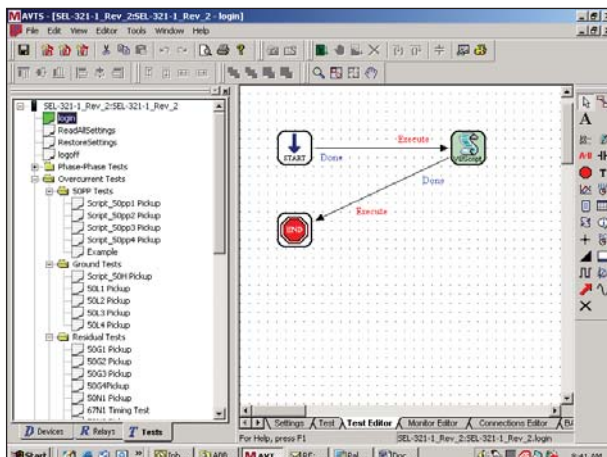 AVTS - [SEL-321-1_Rev_2:SEL-321-1_Rev_2 - login]
File Edit View Editor Tools Window Help
SEL-321-1_Rev_2:SEL-321-1_Rev_2
login
ReadAllSettings
RestoreSettings
logoff
Phase-Phase Tests
Overcurrent Tests
50PP Tests
Script_50pp1 Pickup
Script_50pp2 Pickup
Script_50pp3 Pickup
Script_50pp4 Pickup
Example
Ground Tests
Script_50H Pickup
50L1 Pickup
50L2 Pickup
50L3 Pickup
50L4 Pickup
Residual Tests
50G1 Pickup
50G2 Pickup
50G3 Pickup
50G4Pickup
50N1 Pickup
67N1 Timing Test
D Devices R Relays T Tests
START
Done
Execute
VBScript
Done
Execute
END
A
Settings Test Test Editor Monitor Editor Connections Editor
For Help, press F1
SEL-321-1_Rev_2:SEL-321-1_Rev_2.login
Start
9:41 AM